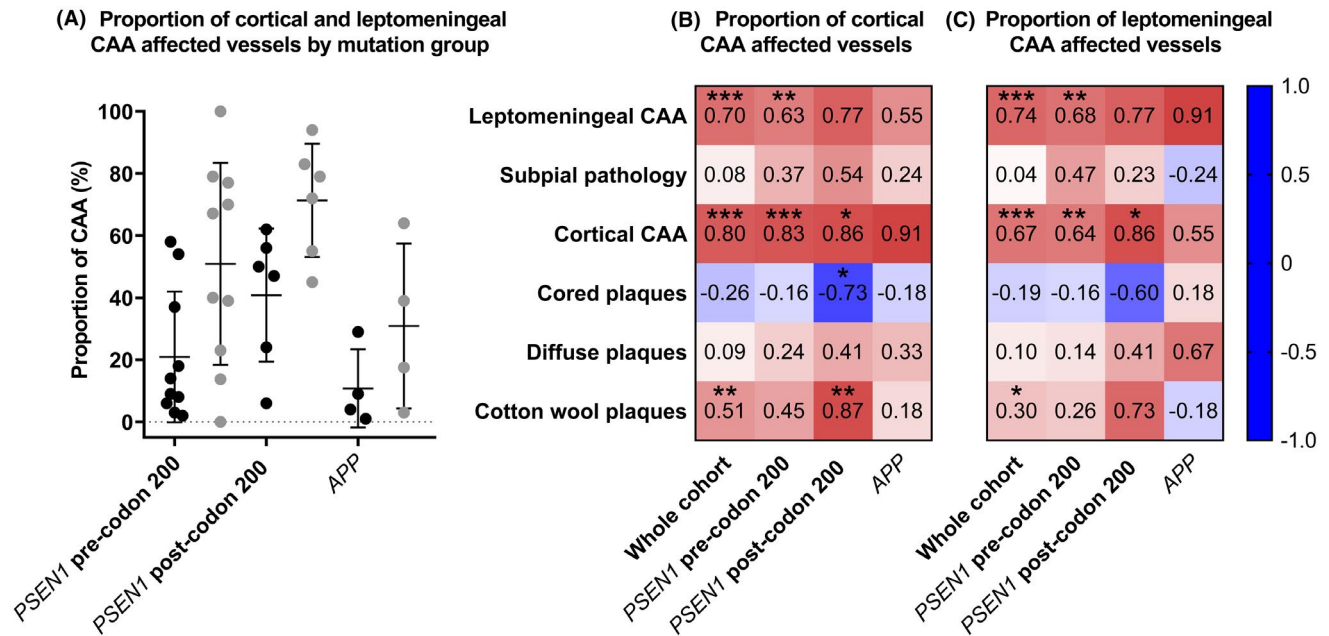 (A) Proportion of cortical and leptomeningeal
CAA affected vessels by mutation group
Proportion of CAA (%)
100
80
60
40
20
0
PSEN1 pre-codon 200
PSEN1 post-codon 200
APP
(B) Proportion of cortical
CAA affected vessels
Leptomeningeal CAA
*** **
0.70 0.63 0.77 0.55
Subpial pathology
0.08 0.37 0.54 0.24
Cortical CAA
*** *** *
0.80 0.83 0.86 0.91
Cored plaques
*
-0.26 -0.16 -0.73 -0.18
Diffuse plaques
0.09 0.24 0.41 0.33
Cotton wool plaques
** **
0.51 0.45 0.87 0.18
Whole cohort
PSEN1 pre-codon 200
PSEN1 post-codon 200
APP
(C) Proportion of leptomeningeal
CAA affected vessels
*** **
0.74 0.68 0.77 0.91
0.04 0.47 0.23 -0.24
*** ** *
0.67 0.64 0.86 0.55
-0.19 -0.16 -0.60 0.18
0.10 0.14 0.41 0.67
*
0.30 0.26 0.73 -0.18
Whole cohort
PSEN1 pre-codon 200
PSEN1 post-codon 200
APP
1.0
0.5
0
-0.5
-1.0